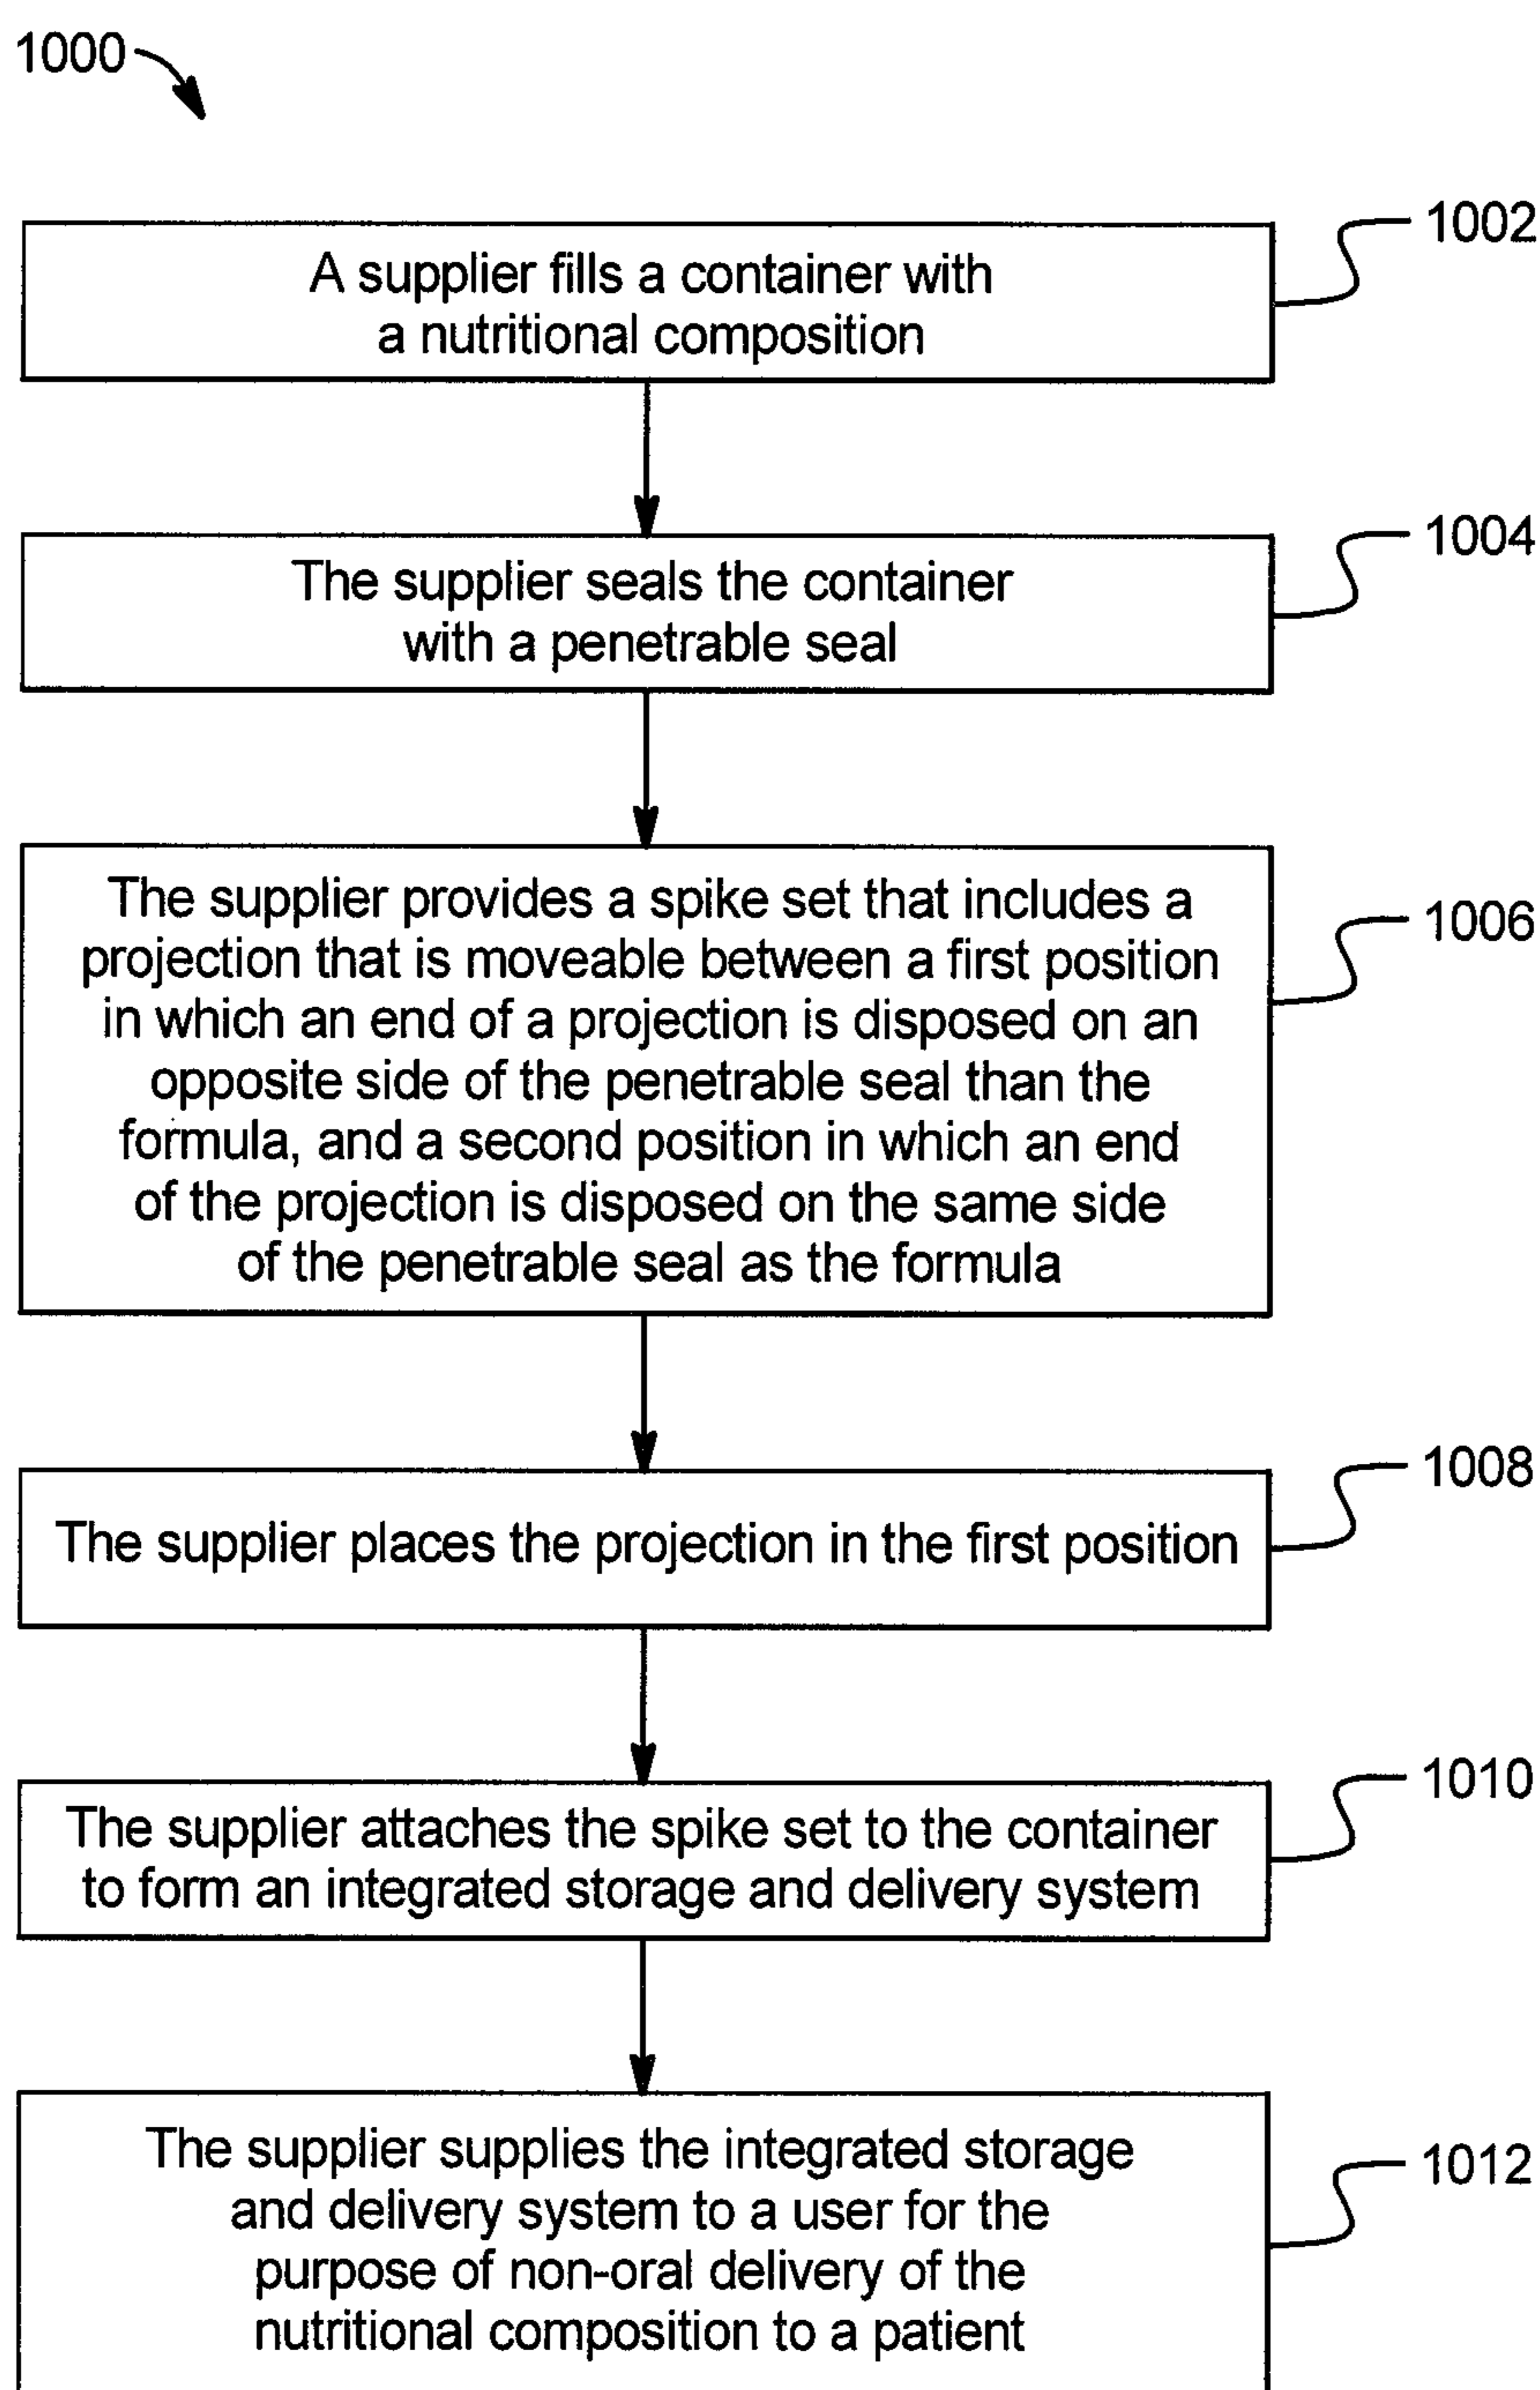 1000
A supplier fills a container with
a nutritional composition
1002
The supplier seals the container
with a penetrable seal
1004
The supplier provides a spike set that includes a
projection that is moveable between a first position
in which an end of a projection is disposed on an
opposite side of the penetrable seal than the
formula, and a second position in which an end
of the projection is disposed on the same side
of the penetrable seal as the formula
1006
The supplier places the projection in the first position
1008
The supplier attaches the spike set to the container
to form an integrated storage and delivery system
1010
The supplier supplies the integrated storage
and delivery system to a user for the
purpose of non-oral delivery of the
nutritional composition to a patient
1012